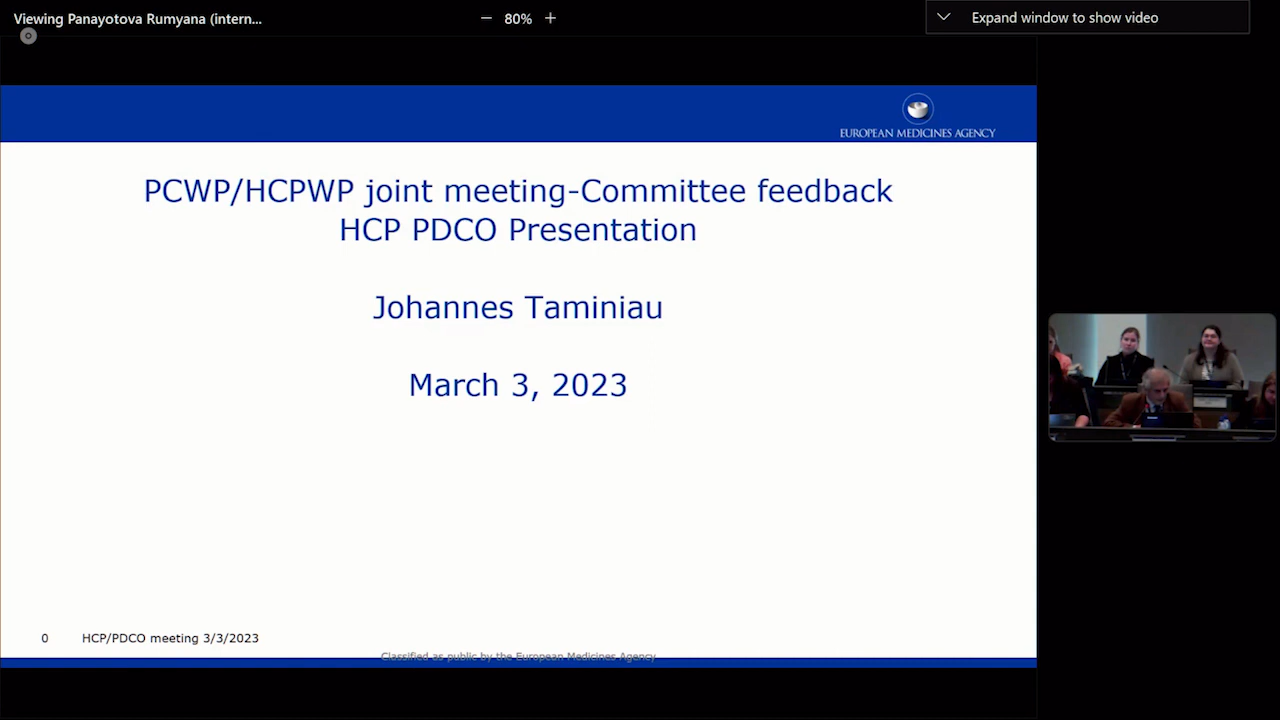 Viewing Panayotova Rumyana (intern...
80%
Expand window to show video
EUROPEAN MEDICINES AGENCY
PCWP/HCPWP joint meeting-Committee feedback
HCP PDCO Presentation
Johannes Taminiau
March 3, 2023
0 HCP/PDCO meeting 3/3/2023
Classified as public by the European Medicines Agency